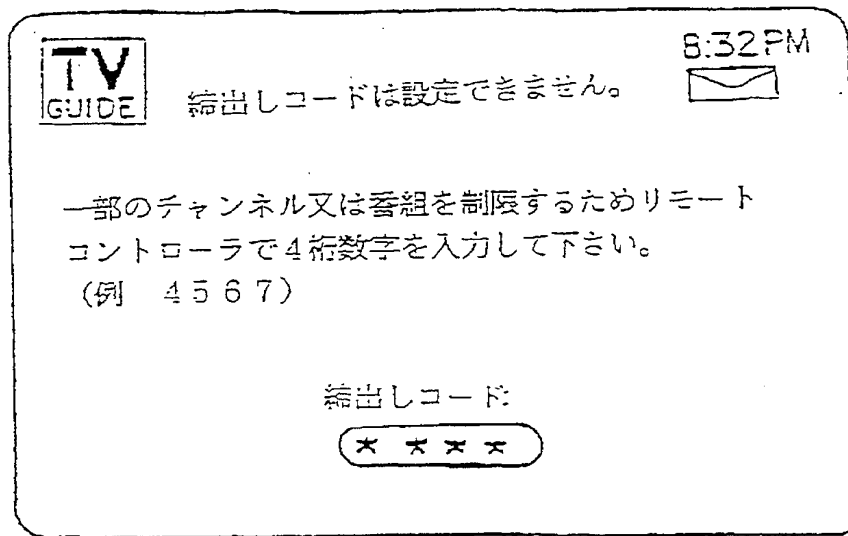 TV
GUIDE
8:32PM
締出しコードは設定できません。
一部のチャンネル又は番組を制限するためリモート
コントローラで4桁数字を入力して下さい。
(例 4567)
締出しコード:
* * * *